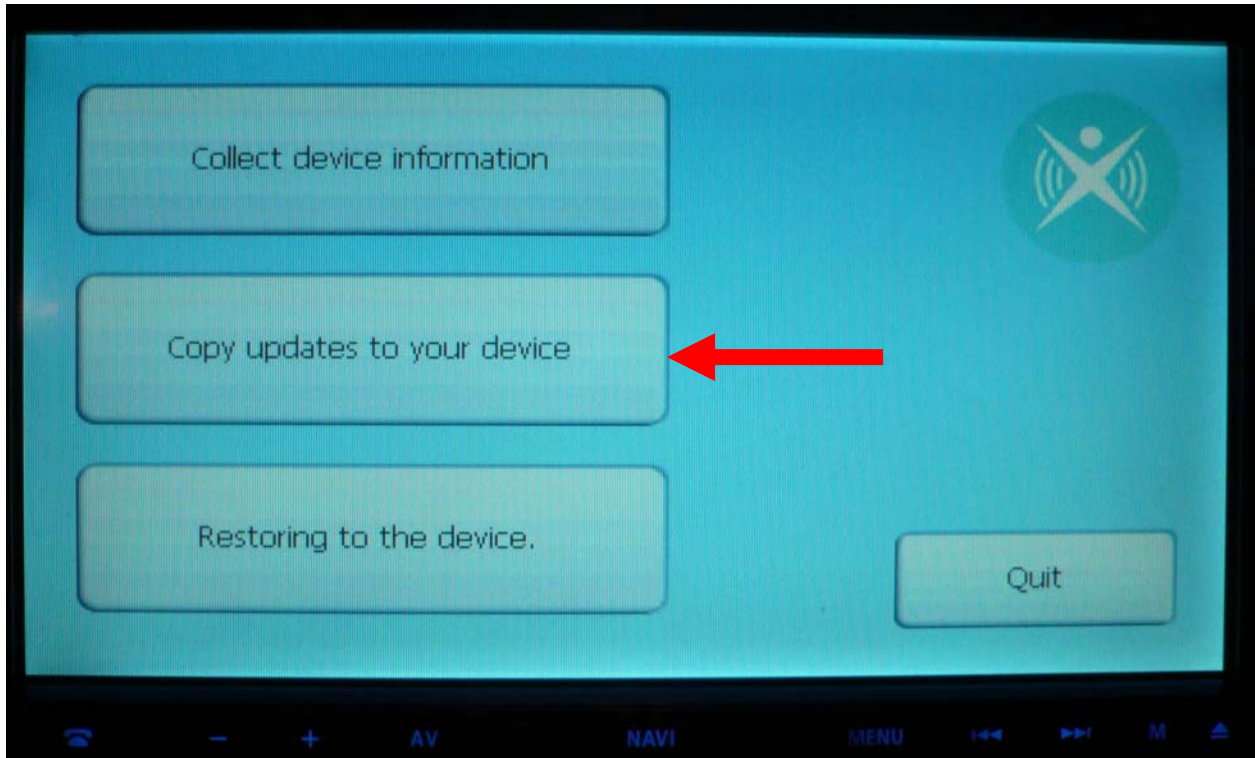 Collect device information
Copy updates to your device
Restoring to the device.
Quit
- + AV NAVI MENU M